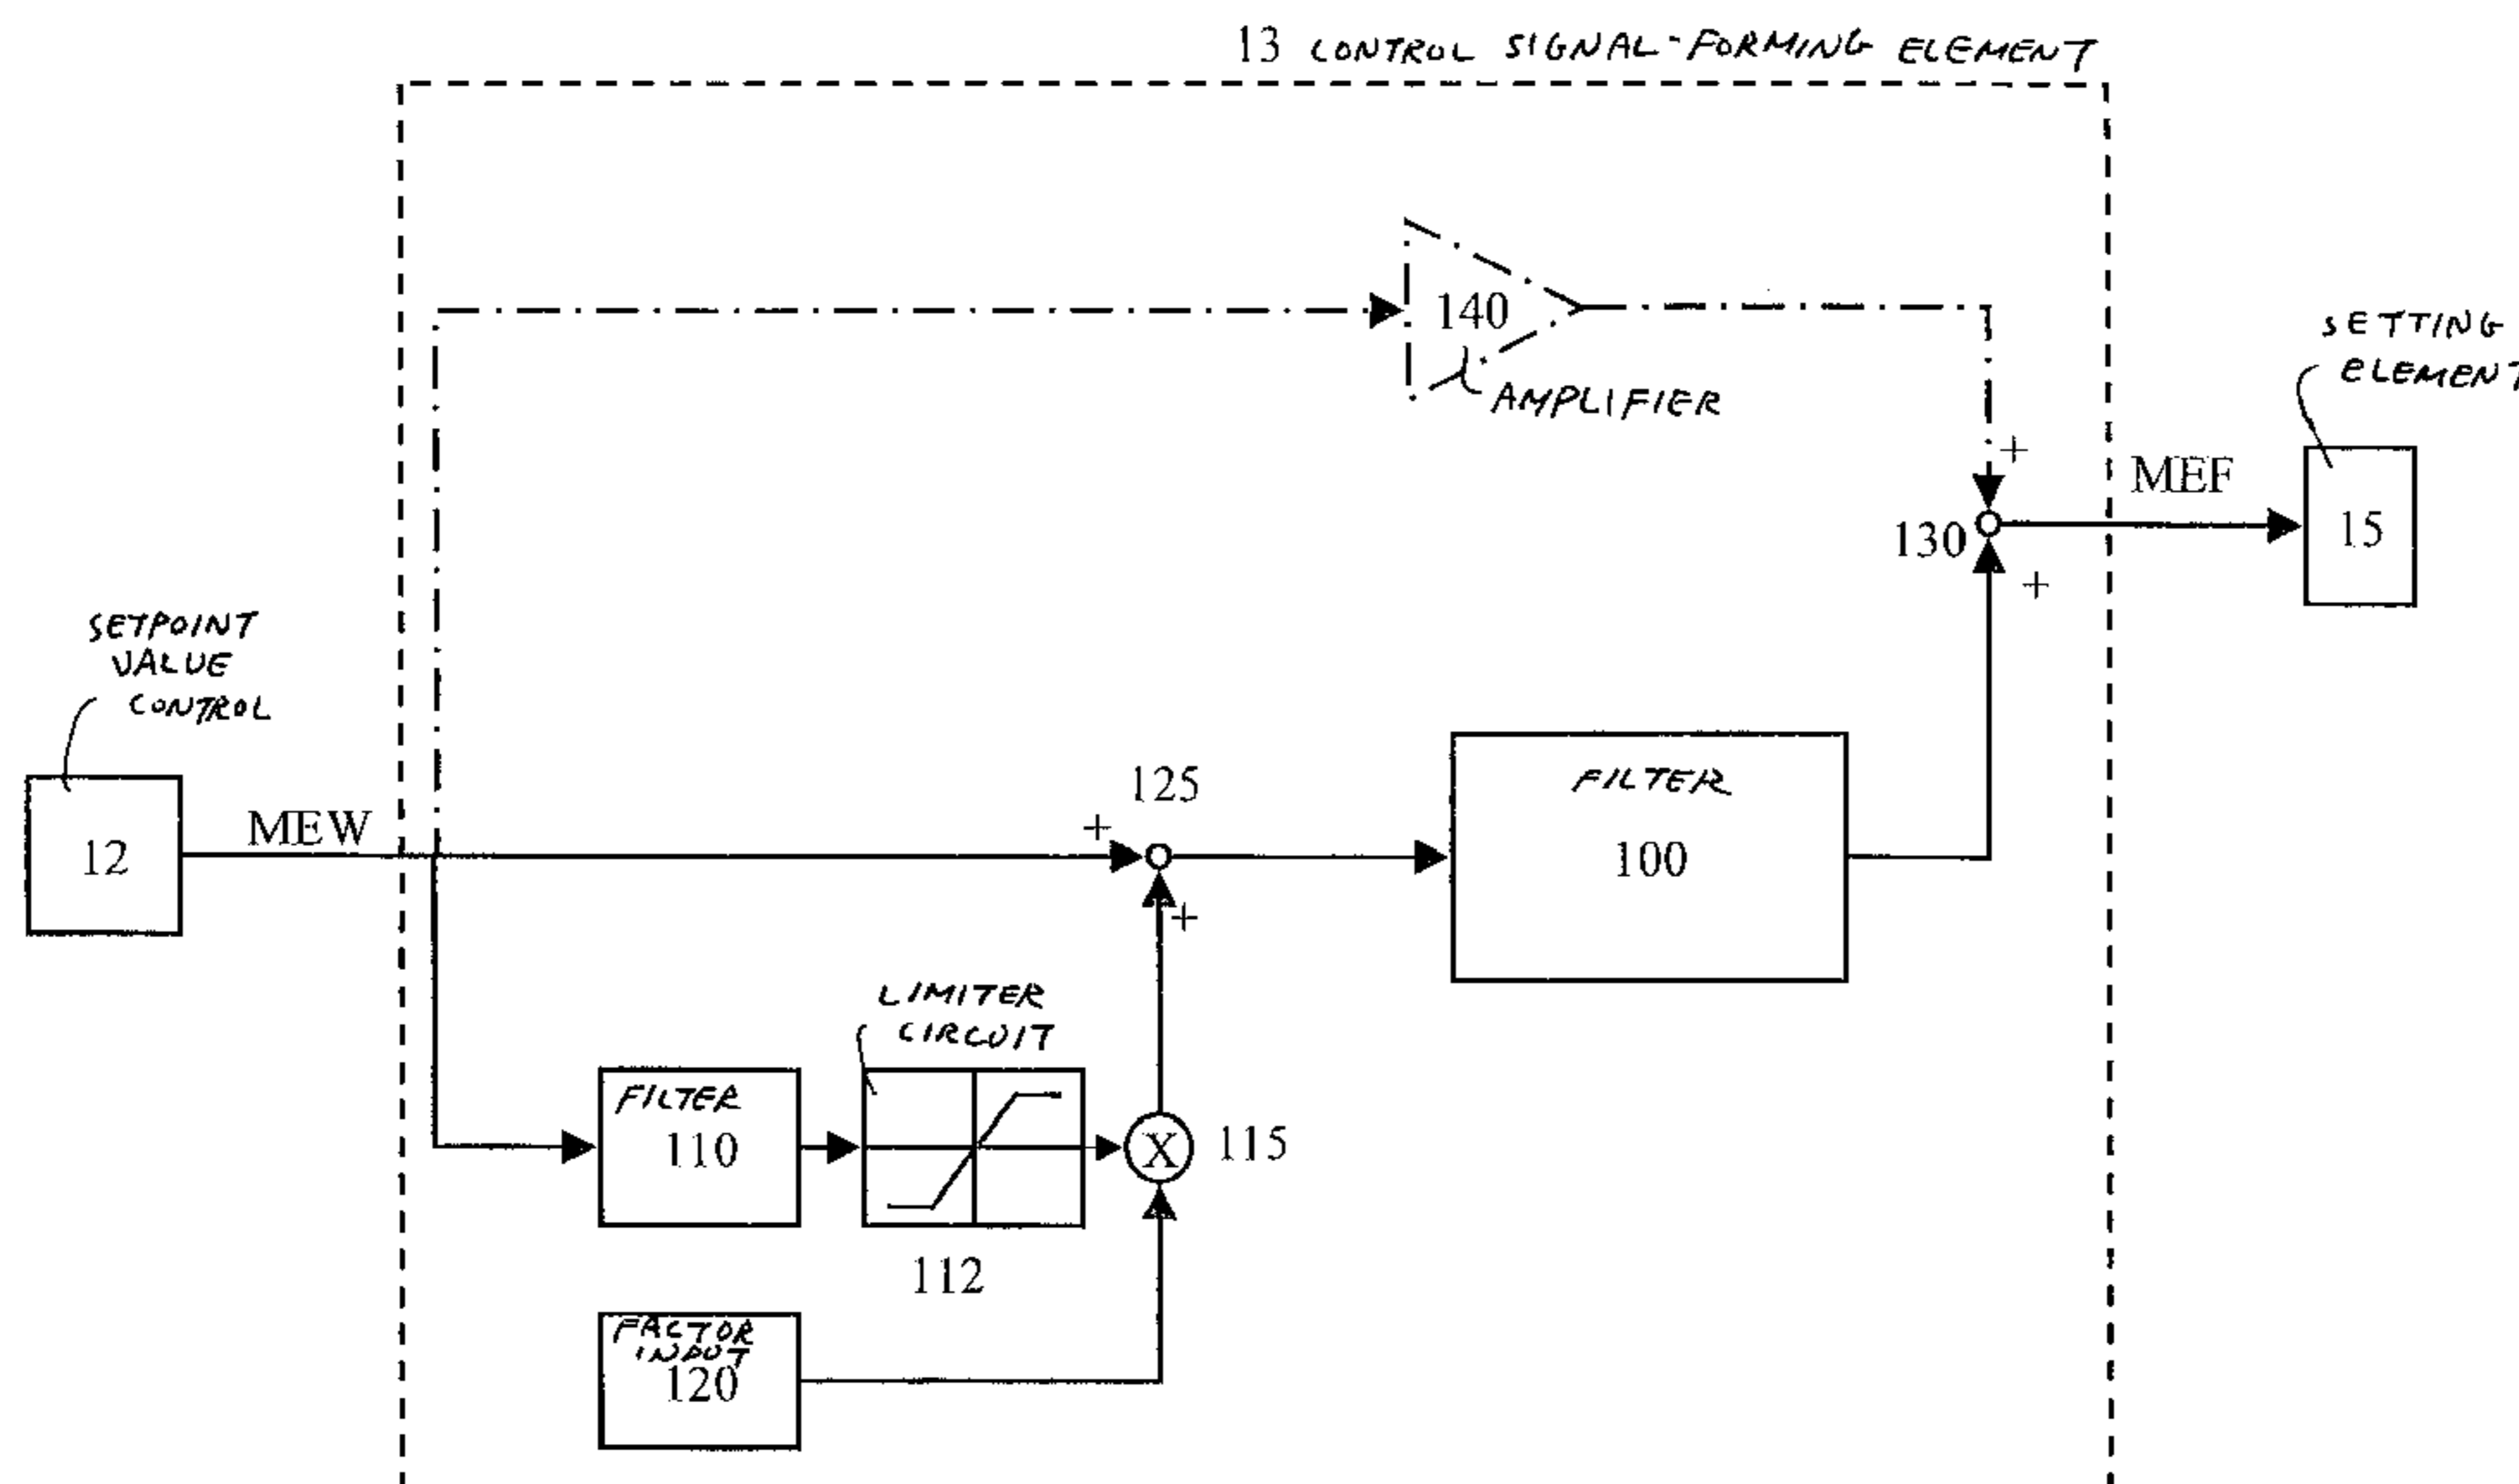 13 CONTROL SIGNAL-FORMING ELEMENT
140
AMPLIFIER
SETTING
ELEMENT
+
MEF
130
15
+
SETPOINT
VALUE
CONTROL
125
FILTER
MEW
+
12
100
+
LIMITER
CIRCUIT
FILTER
110
X
115
112
FACTOR
INPUT
120